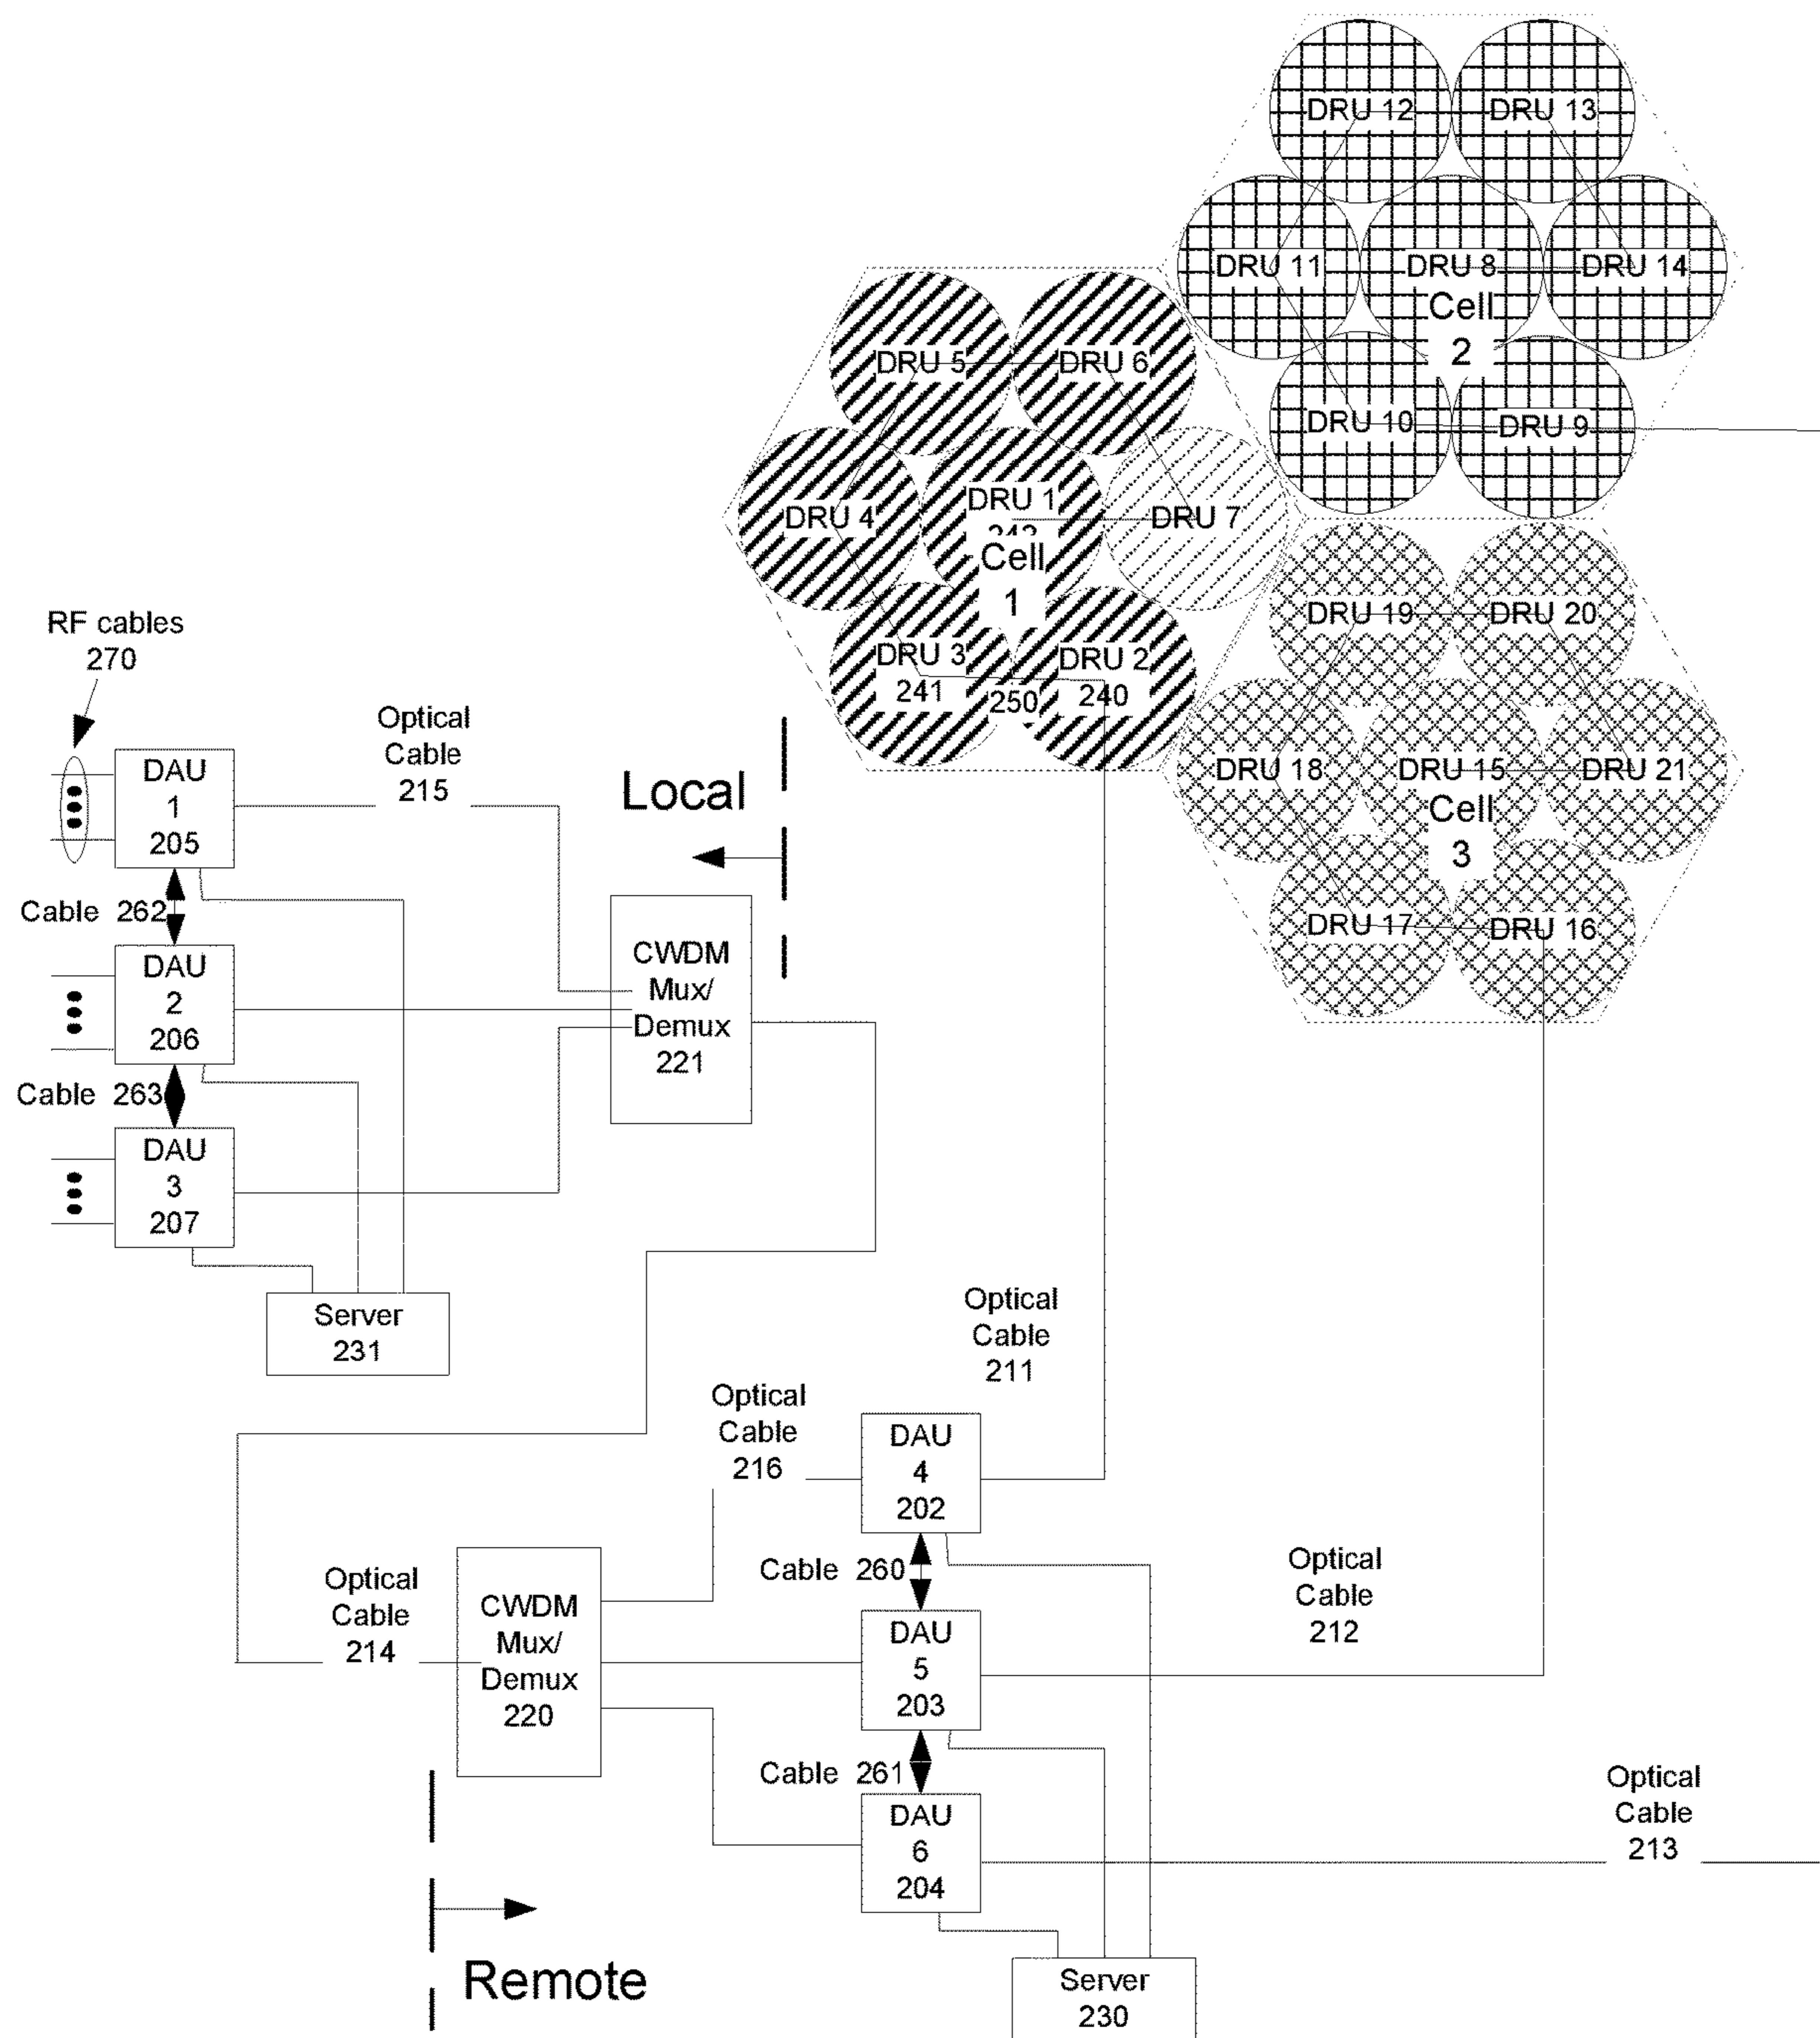 DRU 12
DRU 13
DRU 11
DRU 8
DRU 14
Cell
2
DRU 10
DRU 9
DRU 5
DRU 6
DRU 4
DRU 1
DRU 7
Cell
1
DRU 3
241
250
DRU 2
240
DRU 19
DRU 20
DRU 18
DRU 15
DRU 21
Cell
3
DRU 17
DRU 16
RF cables
270
Optical
Cable
215
Local
DAU
1
205
Cable 262
DAU
2
206
Cable 263
DAU
3
207
CWDM
Mux/
Demux
221
Server
231
Optical
Cable
211
Optical
Cable
216
DAU
4
202
Cable 260
Optical
Cable
214
CWDM
Mux/
Demux
220
DAU
5
203
Optical
Cable
212
Cable 261
DAU
6
204
Optical
Cable
213
Remote
Server
230